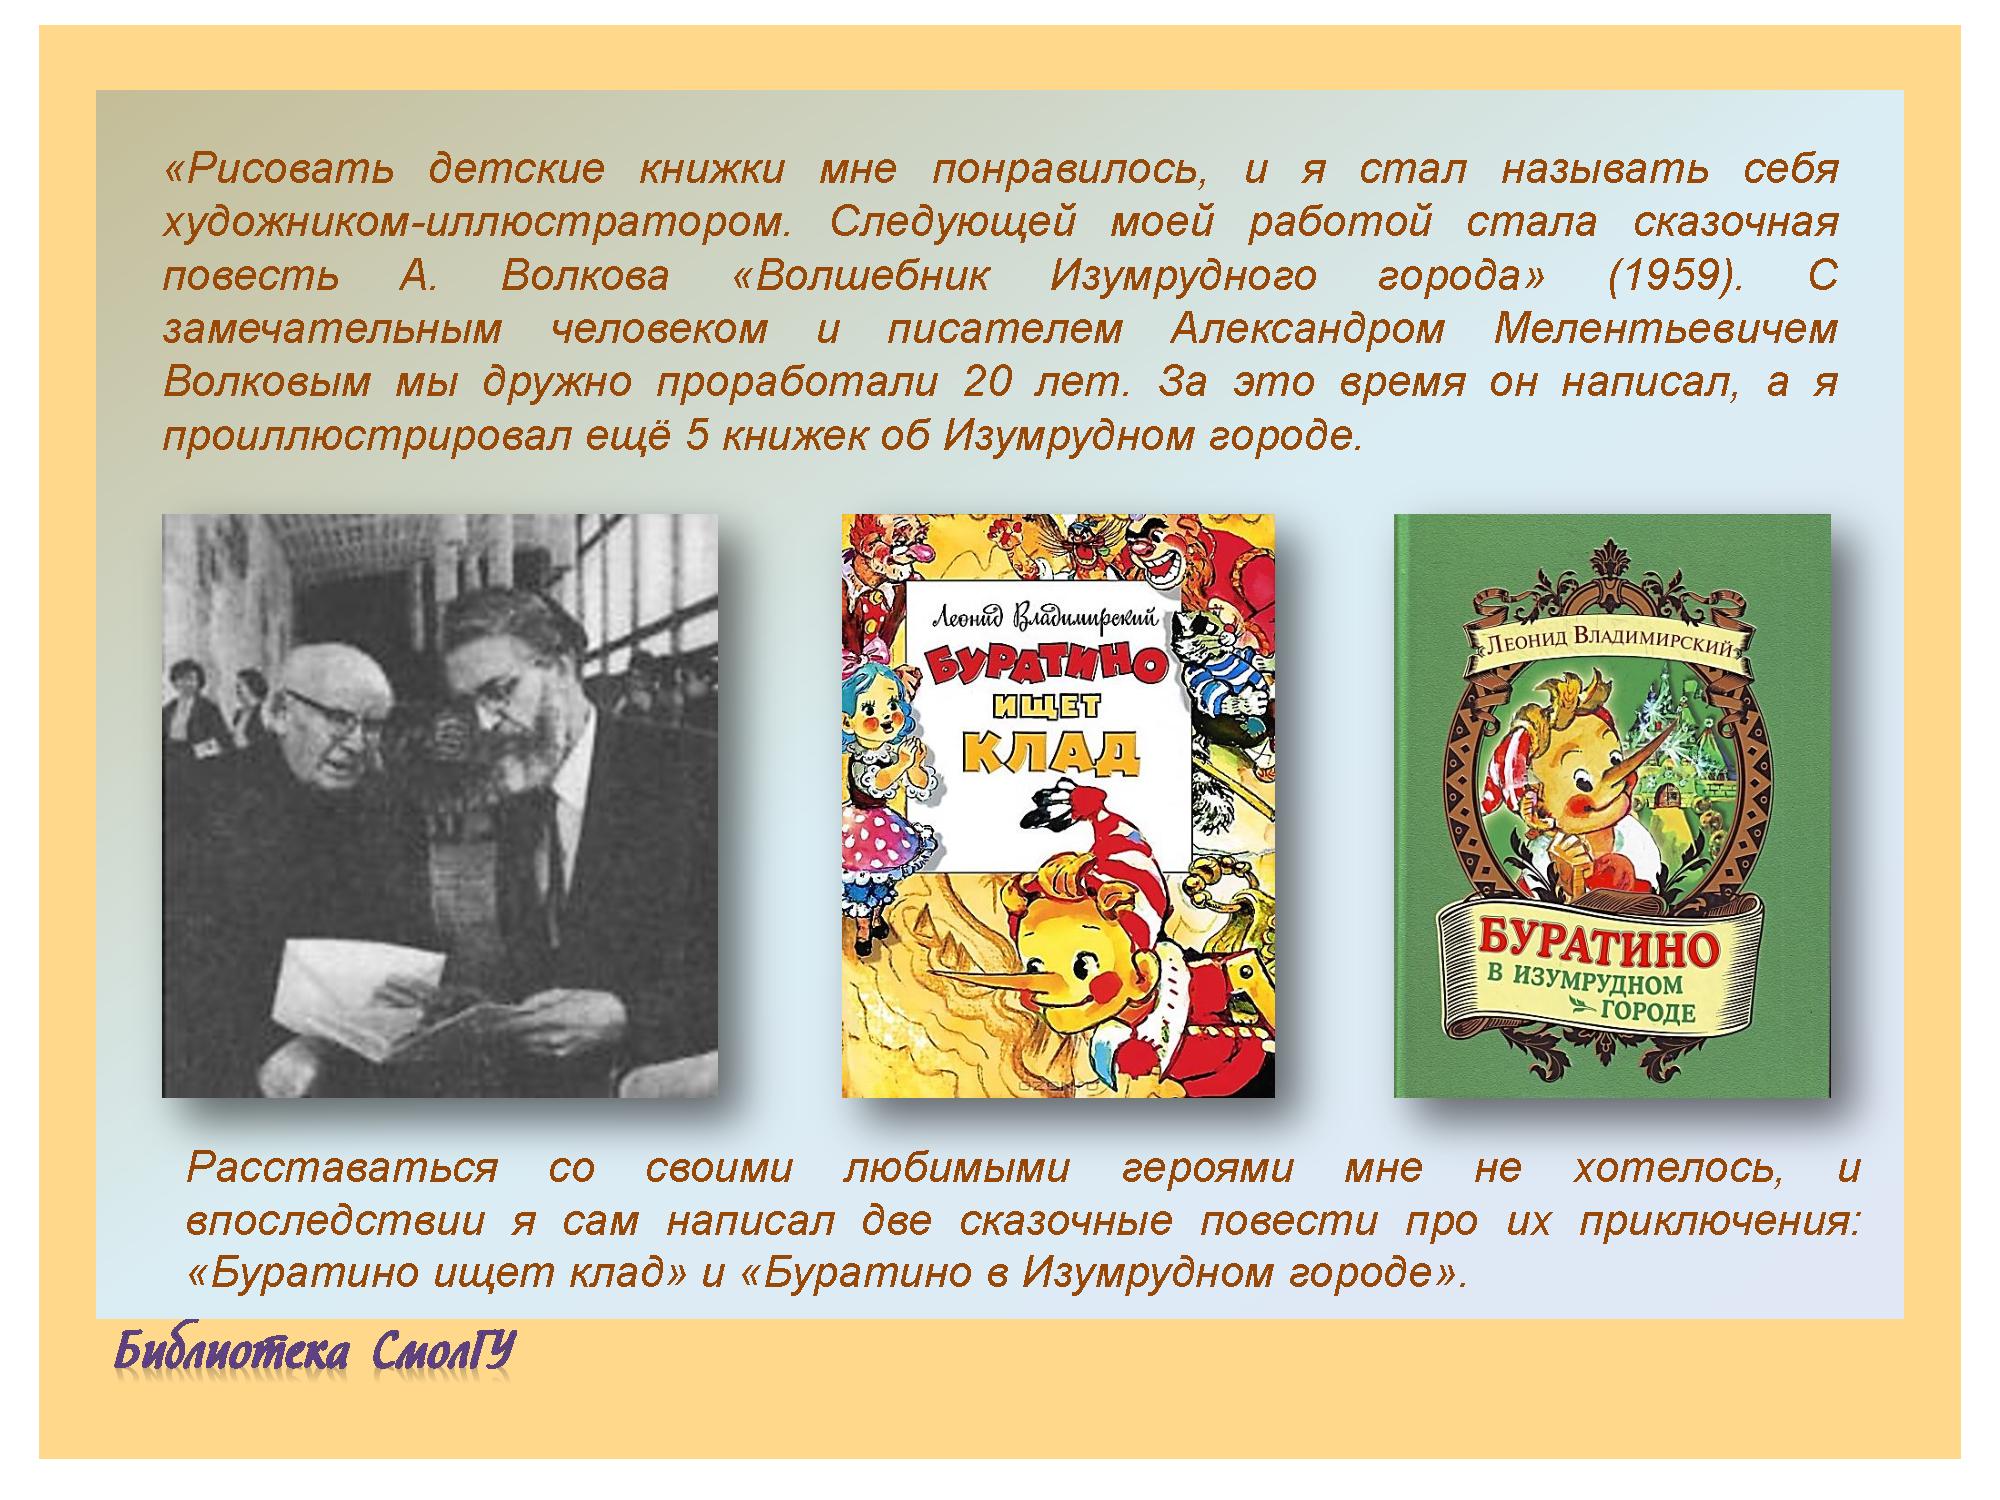 «Рисовать детские книжки мне понравилось, и я стал называть себя
художником-иллюстратором. Следующей моей работой стала сказочная
повесть А. Волкова «Волшебник Изумрудного города» (1959). С
замечательным человеком и писателем Александром Мелентьевичем
Волковым мы дружно проработали 20 лет. За это время он написал, а я
проиллюстрировал ещё 5 книжек об Изумрудном городе.
Леонид Владимирский
БУРАТИНО
ИЩЕТ
КЛАД
Леонид Владимирский
БУРАТИНО
В ИЗУМРУДНОМ
ГОРОДЕ
Расставаться со своими любимыми героями мне не хотелось, и
впоследствии я сам написал две сказочные повести про их приключения:
«Буратино ищет клад» и «Буратино в Изумрудном городе».
Библиотека СмолГУ